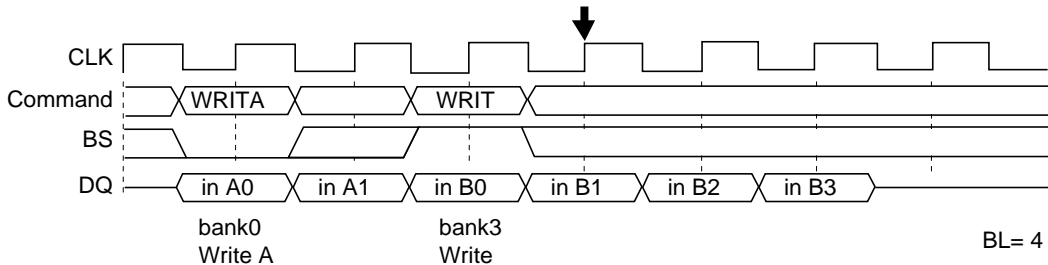 CLK
Command WRITA WRIT
BS
DQ in A0 in A1 in B0 in B1 in B2 in B3
bank0 bank3
Write A Write
BL= 4